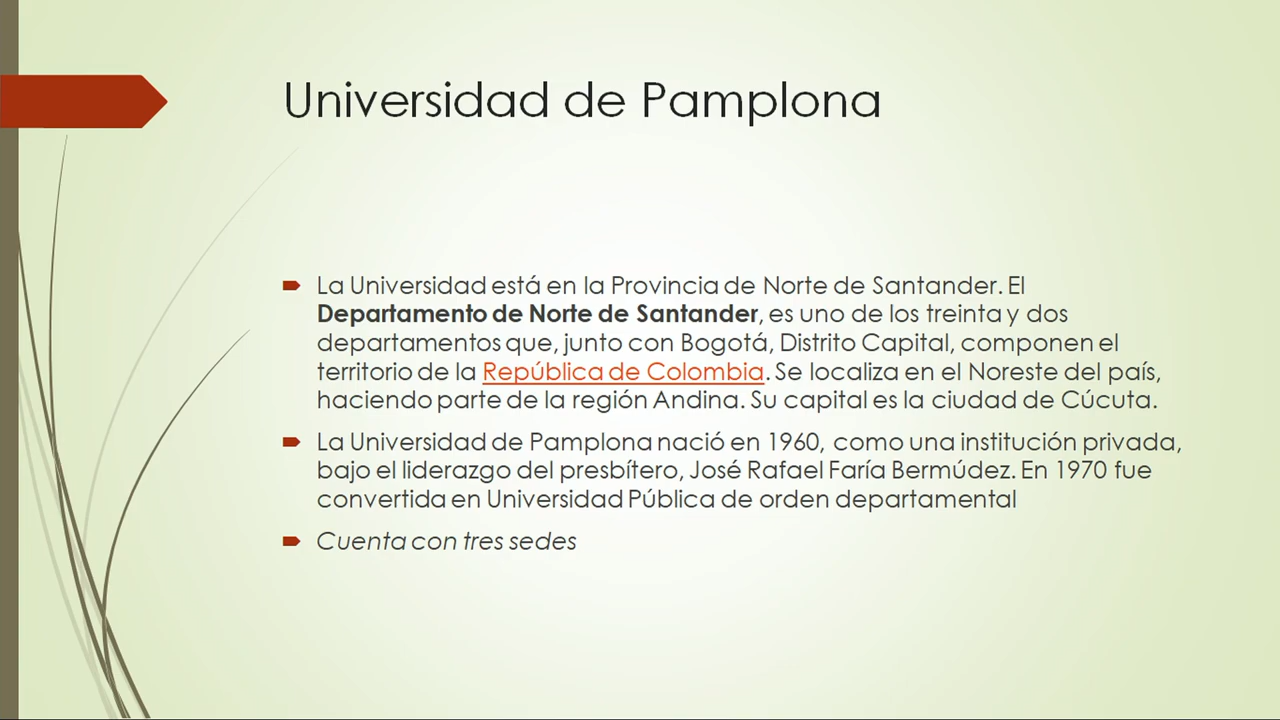 Universidad de Pamplona
La Universidad está en la Provincia de Norte de Santander. El
Departamento de Norte de Santander, es uno de los treinta y dos
departamentos que, junto con Bogotá, Distrito Capital, componen el
territorio de la República de Colombia. Se localiza en el Noreste del país,
haciendo parte de la región Andina. Su capital es la ciudad de Cúcuta.
La Universidad de Pamplona nació en 1960, como una institución privada,
bajo el liderazgo del presbítero, José Rafael Faría Bermúdez. En 1970 fue
convertida en Universidad Pública de orden departamental
Cuenta con tres sedes